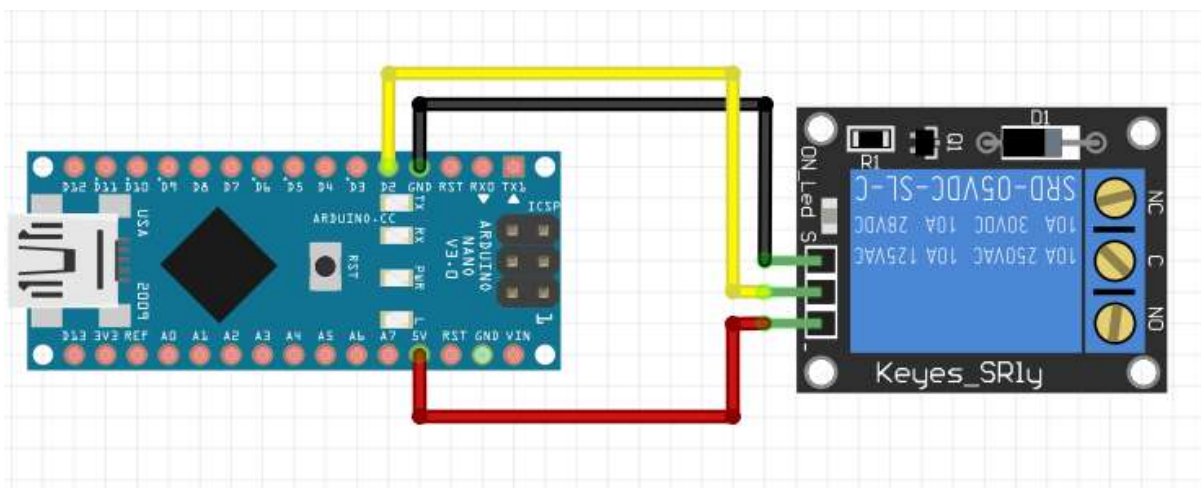 D12 D11 D10 D9 D8 D7 D6 D5 D4 D3 D2 GND RST RX0 TX1
TX
RX
PWR
L
ARDUINO.CC
RST
USA
2009
ICSP
ARDUINO
NANO
V3.0
1
D13 3V3 REF A0 A1 A2 A3 A4 A5 A6 A7 5V RST GND VIN
D1
Q1
R1
ON_Led
S
-
SRD-05VDC-SL-C
10A 30VDC 10A 28VDC
10A 250VAC 10A 125VAC
NC
C
NO
Keyes_SRly